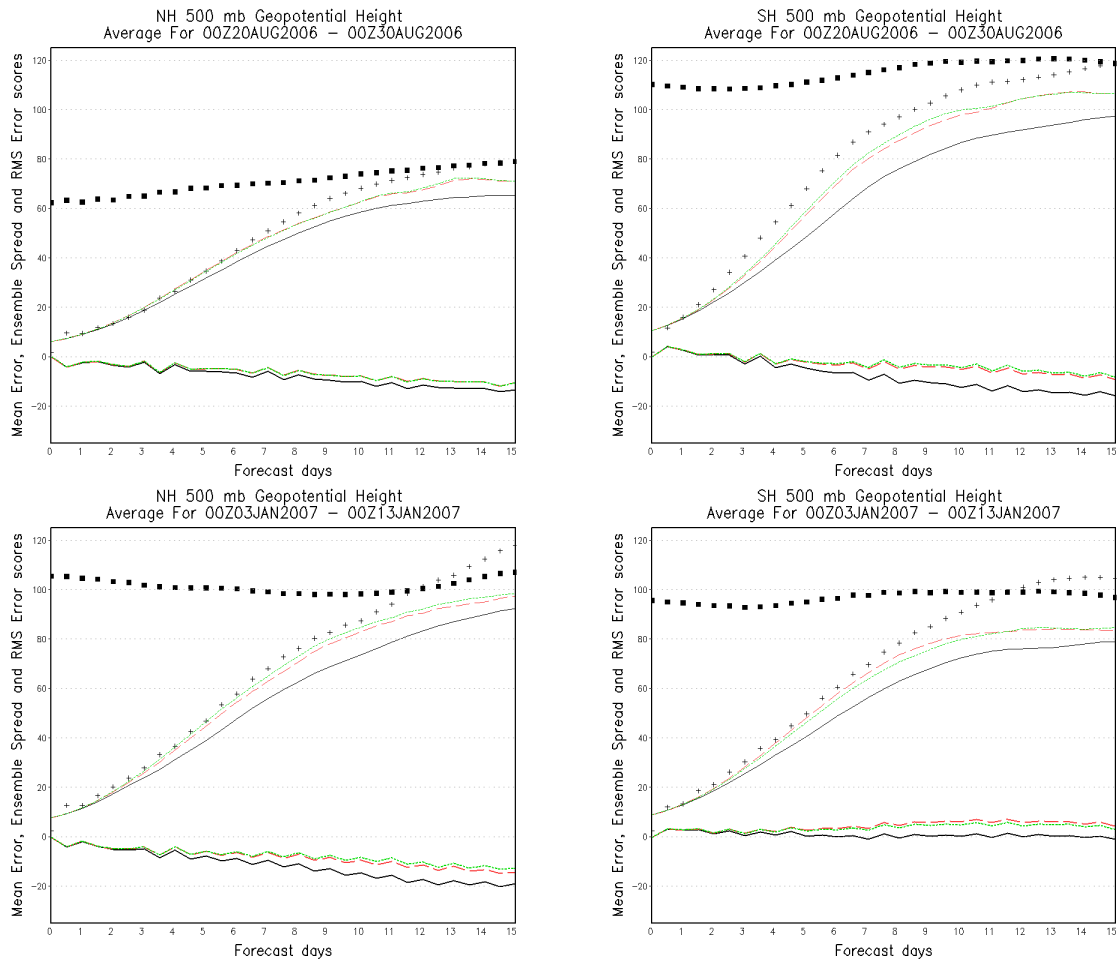 NH 500 mb Geopotential Height
Average For 00Z20AUG2006 – 00Z30AUG2006
Mean Error, Ensemble Spread and RMS Error scores
120
100
80
60
40
20
0
−20
0 1 2 3 4 5 6 7 8 9 10 11 12 13 14 15
Forecast days
SH 500 mb Geopotential Height
Average For 00Z20AUG2006 – 00Z30AUG2006
Mean Error, Ensemble Spread and RMS Error scores
120
100
80
60
40
20
0
−20
0 1 2 3 4 5 6 7 8 9 10 11 12 13 14 15
Forecast days
NH 500 mb Geopotential Height
Average For 00Z03JAN2007 – 00Z13JAN2007
Mean Error, Ensemble Spread and RMS Error scores
120
100
80
60
40
20
0
−20
0 1 2 3 4 5 6 7 8 9 10 11 12 13 14 15
Forecast days
SH 500 mb Geopotential Height
Average For 00Z03JAN2007 – 00Z13JAN2007
Mean Error, Ensemble Spread and RMS Error scores
120
100
80
60
40
20
0
−20
0 1 2 3 4 5 6 7 8 9 10 11 12 13 14 15
Forecast days